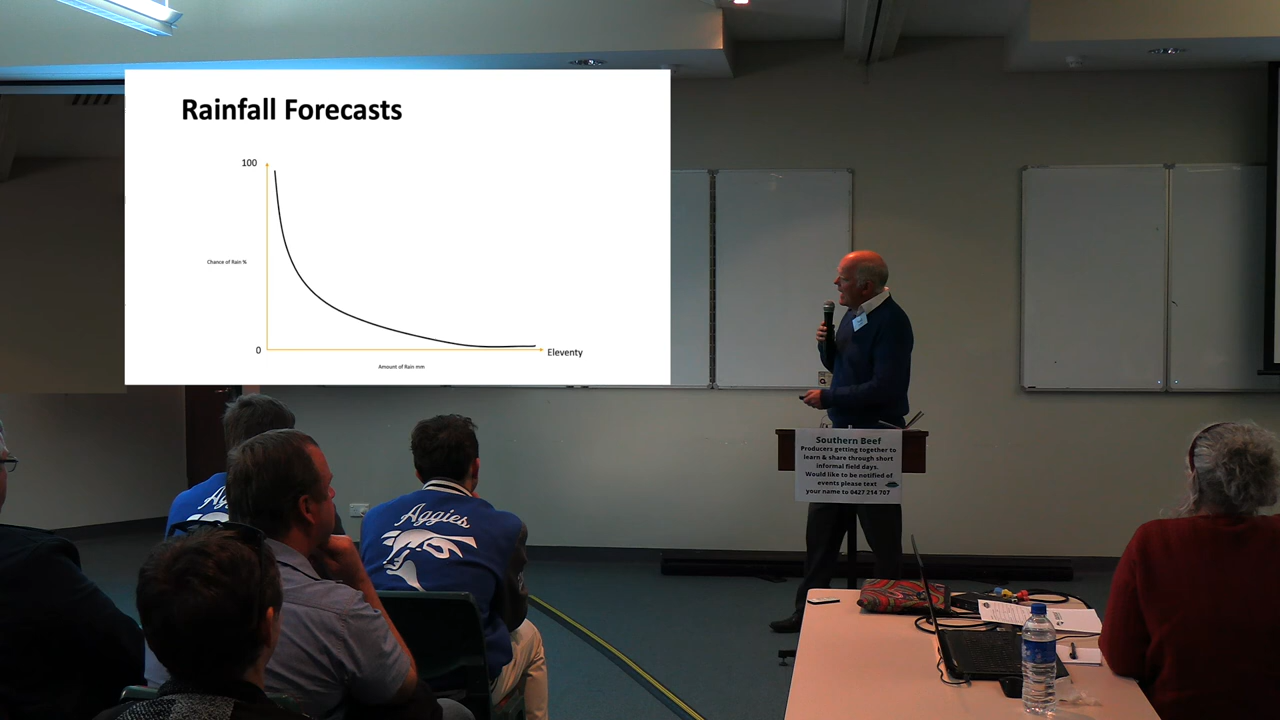 Rainfall Forecasts
100
Chance of Rain %
0
Eleventy
Amount of Rain mm
Southern Beef
Producers getting together to
learn & share through short
informal field days.
Would like to be notified of
events please text
your name to 0427 214 707
Aggies